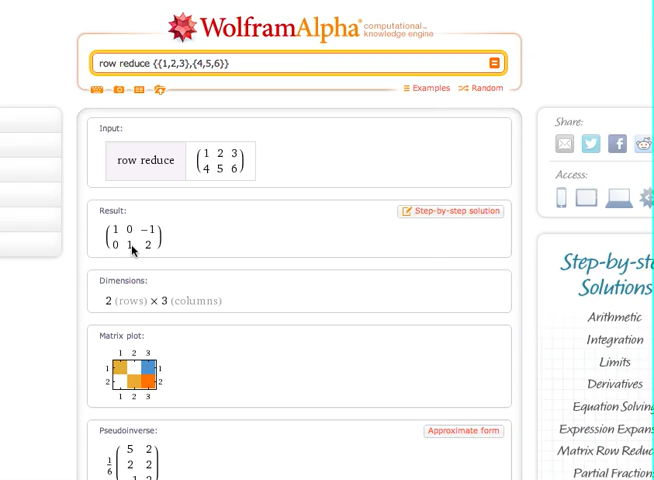 WolframAlpha computational knowledge engine
row reduce {{1,2,3},{4,5,6}}
Examples Random
Input:
row reduce
1 2 3
4 5 6
Result:
Step-by-step solution
1 0 −1
0 1 2
Dimensions:
2 (rows) × 3 (columns)
Matrix plot:
1 2 3
1 1
2 2
1 2 3
Pseudoinverse:
Approximate form
5 2
1/6 2 2
Share:
Access:
Step-by-st
Solutions
Arithmetic
Integration
Limits
Derivatives
Equation Solving
Expression Expans
Matrix Row Reduc
Partial Fraction